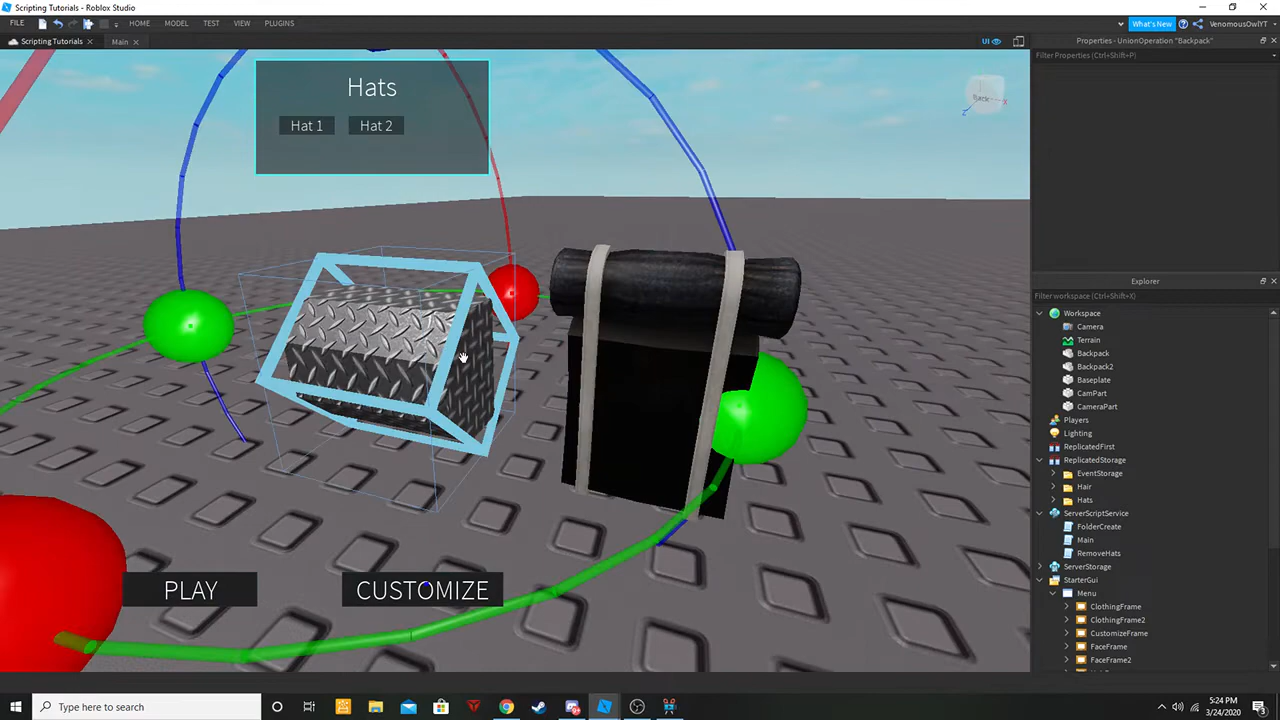 Scripting Tutorials - Roblox Studio
FILE
HOME
MODEL
TEST
VIEW
PLUGINS
What's New
VenomousOwlYT
Scripting Tutorials
Main
UI
Properties - UnionOperation "Backpack"
Filter Properties (Ctrl+Shift+P)
Hats
Hat 1
Hat 2
Back
X
Z
PLAY
CUSTOMIZE
Explorer
Filter workspace (Ctrl+Shift+X)
Workspace
Camera
Terrain
Backpack
Backpack2
Baseplate
CamPart
CameraPart
Players
Lighting
ReplicatedFirst
ReplicatedStorage
EventStorage
Hair
Hats
ServerScriptService
FolderCreate
Main
RemoveHats
ServerStorage
StarterGui
Menu
ClothingFrame
ClothingFrame2
CustomizeFrame
FaceFrame
FaceFrame2
Type here to search
5:24 PM
3/24/2020